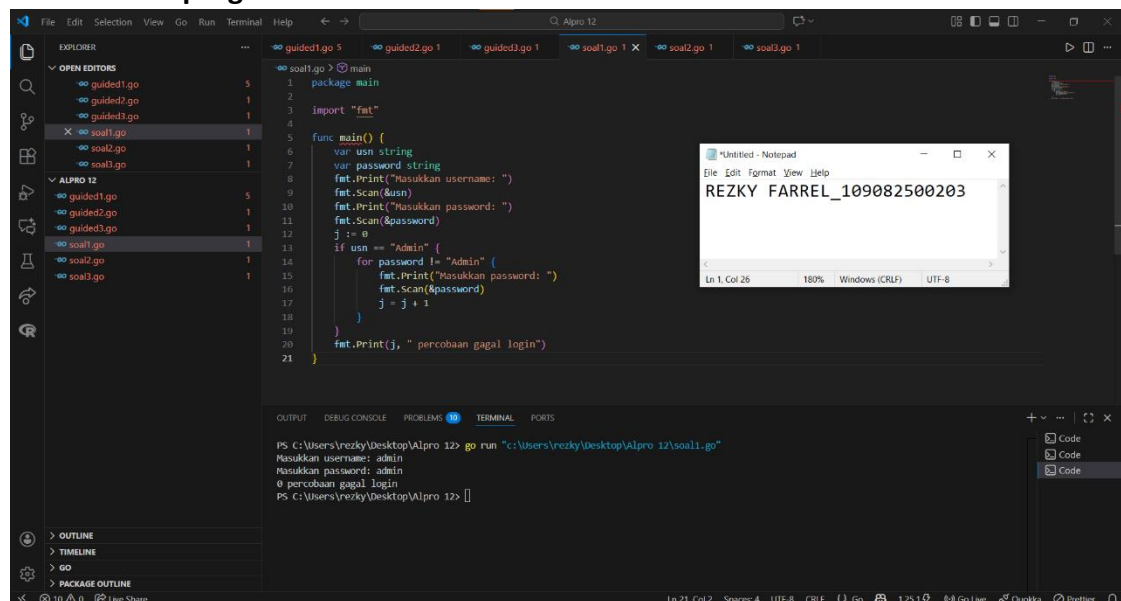 File Edit Selection View Go Run Terminal Help
Alpro 12
EXPLORER
OPEN EDITORS
guided1.go 5
guided2.go 1
guided3.go 1
soal1.go 1
soal2.go 1
soal3.go 1
ALPRO 12
guided1.go 5
guided2.go 1
guided3.go 1
soal1.go 1
soal2.go 1
soal3.go 1
OUTLINE
TIMELINE
GO
PACKAGE OUTLINE
guided1.go 5 guided2.go 1 guided3.go 1 soal1.go 1 soal2.go 1 soal3.go 1
soal1.go > main
1 package main
2
3 import "fmt"
4
5 func main() {
6 var usn string
7 var password string
8 fmt.Print("Masukkan username: ")
9 fmt.Scan(&usn)
10 fmt.Print("Masukkan password: ")
11 fmt.Scan(&password)
12 j := 0
13 if usn == "Admin" {
14 for password != "Admin" {
15 fmt.Print("Masukkan password: ")
16 fmt.Scan(&password)
17 j = j + 1
18 }
19 }
20 fmt.Print(j, " percobaan gagal login")
21 }
*Untitled - Notepad
File Edit Format View Help
REZKY FARREL_109082500203
Ln 1, Col 26 180% Windows (CRLF) UTF-8
OUTPUT DEBUG CONSOLE PROBLEMS 10 TERMINAL PORTS
PS C:\Users\rezky\Desktop\Alpro 12> go run "c:\Users\rezky\Desktop\Alpro 12\soal1.go"
Masukkan username: admin
Masukkan password: admin
0 percobaan gagal login
PS C:\Users\rezky\Desktop\Alpro 12>
Code
Code
Code
10 0 Live Share Ln 21, Col 2 Spaces: 4 UTF-8 CRLF {} Go 1.25.1 Go Live Quokka Prettier